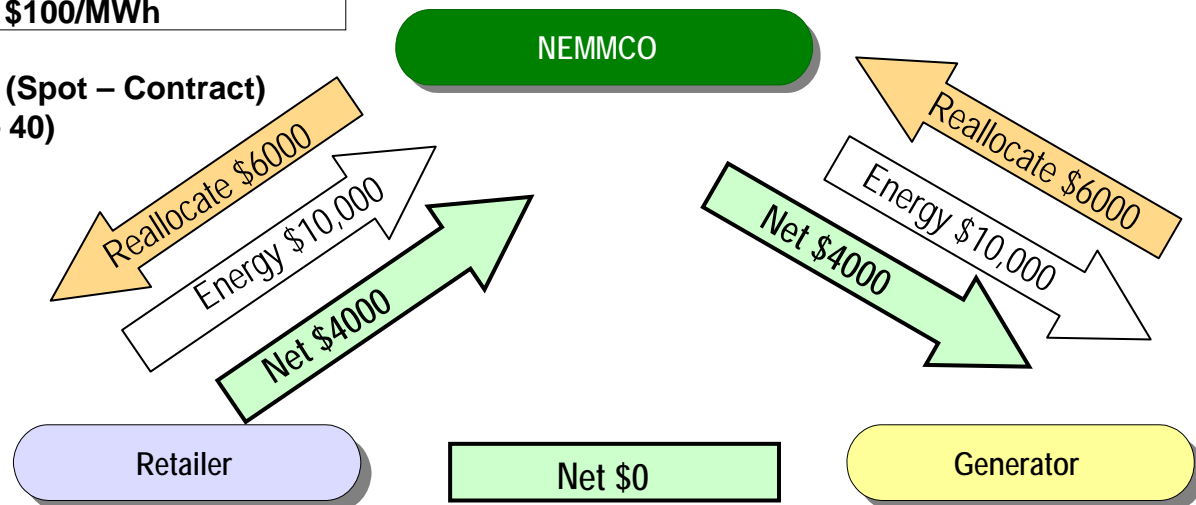 $100/MWh
NEMMCO
(Spot – Contract)
40)
Reallocate $6000
Energy $10,000
Net $4000
Reallocate $6000
Energy $10,000
Net $4000
Retailer
Net $0
Generator